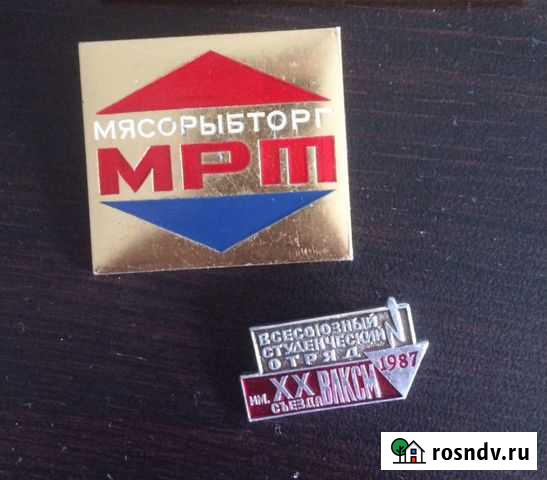 МЯСОРЫБТОРГ
МРТ
ВСЕСОЮЗНЫЙ
СТУДЕНЧЕСКИЙ
ОТРЯД
1987
ИМ. XX ВЛКСМ
СЪЕЗДА
rosndv.ru